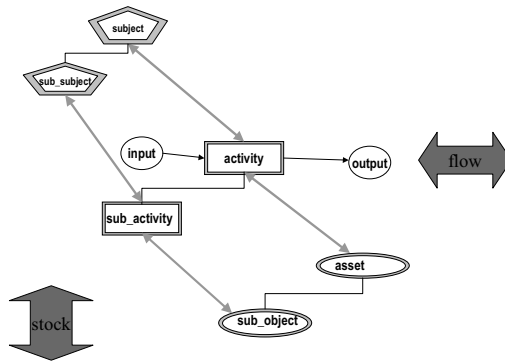 subject
sub_subject
input
activity
output
flow
sub_activity
asset
stock
sub_object